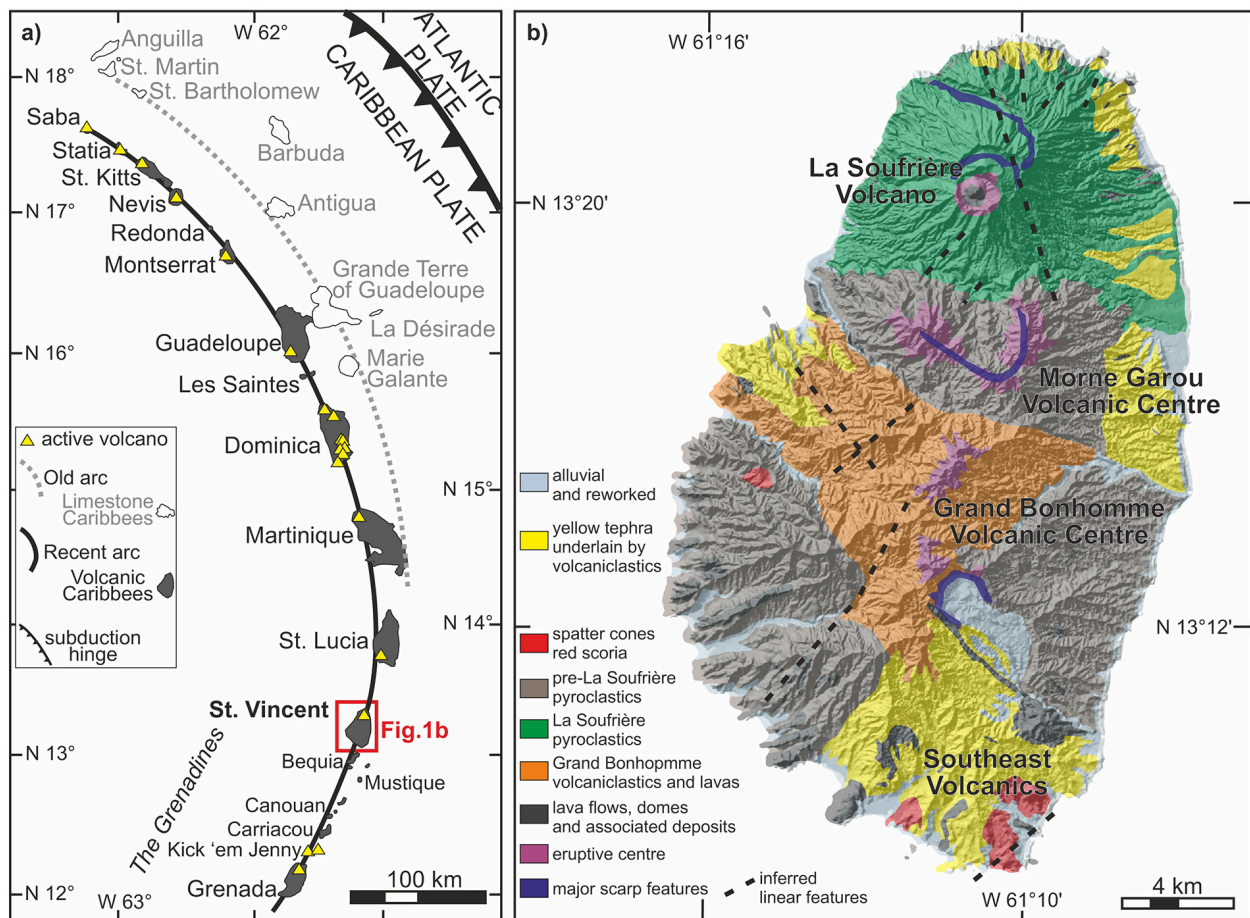 a)
W 62°
Anguilla
St. Martin
St. Bartholomew
N 18°
ATLANTIC
PLATE
CARIBBEAN PLATE
Saba
Statia
St. Kitts
Barbuda
Nevis
N 17°
Antigua
Redonda
Montserrat
Grande Terre
of Guadeloupe
La Désirade
Guadeloupe
N 16°
Marie
Galante
Les Saintes
active volcano
Old arc
Limestone
Caribbees
Recent arc
Volcanic
Caribbees
subduction
hinge
Dominica
N 15°
Martinique
N 14°
St. Lucia
St. Vincent
Fig.1b
N 13°
Bequia
Mustique
The Grenadines
Canouan
Carriacou
Kick 'em Jenny
Grenada
N 12°
W 63°
100 km
b)
W 61°16'
La Soufrière
Volcano
N 13°20'
Morne Garou
Volcanic Centre
Grand Bonhomme
Volcanic Centre
N 13°12'
Southeast
Volcanics
alluvial
and reworked
yellow tephra
underlain by
volcaniclastics
spatter cones
red scoria
pre-La Soufrière
pyroclastics
La Soufrière
pyroclastics
Grand Bonhopmme
volcaniclastics and lavas
lava flows, domes
and associated deposits
eruptive centre
major scarp features
inferred
linear features
W 61°10'
4 km